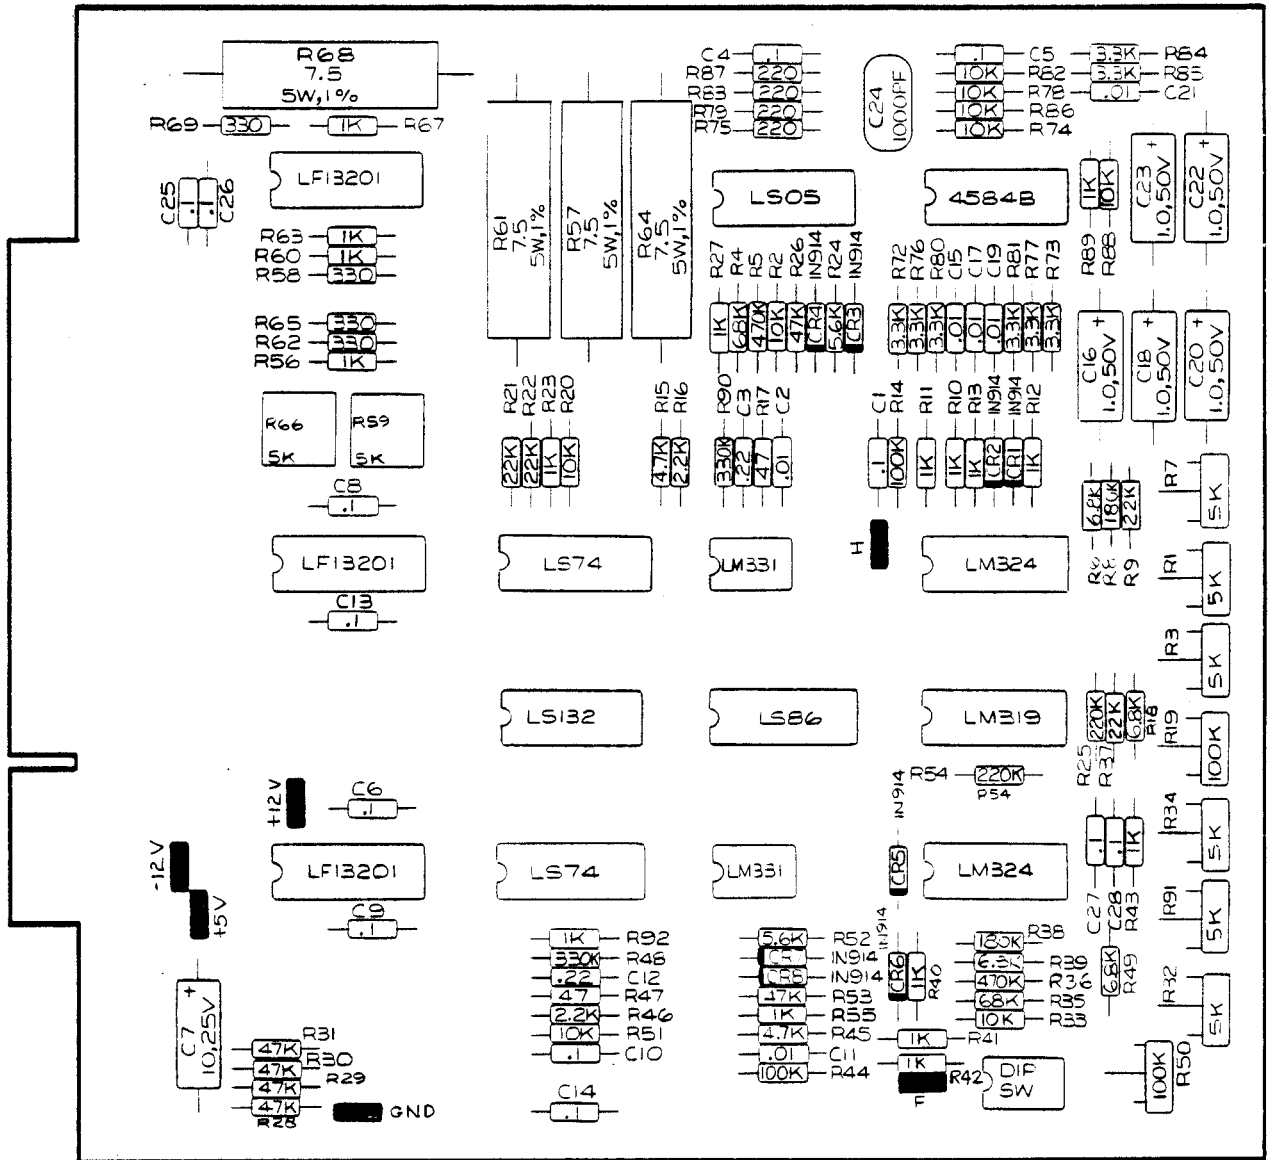 R68
7.5
5W,1%
R69 330
1K R67
LF13201
C25 .1
.1 C26
R63 1K
R60 1K
R58 330
R65 330
R62 330
R56 1K
R66
5K
R59
5K
C8
.1
LF13201
C13
.1
+12V
C6
.1
-12V
+5V
LF13201
C9
.1
C7
10,25V +
R31
47K
R30
47K
R29
47K
47K
R28
GND
R61
7.5
5W,1%
R57
7.5
5W,1%
R64
7.5
5W,1%
C4 .1
R87 220
R83 220
R79 220
R75 220
C24
1000PF
.1 C5
10K R82
10K R78
10K R86
10K R74
3.3K R84
3.3K R85
.01 C21
LS05
4584B
R89 1K
R88 10K
C23 +
1.0,50V
C22 +
1.0,50V
R27 1K
R4 68K
R5 470K
R2 10K
R26 47K
IN914 CR4
R24 5.6K
IN914 CR3
R72 3.3K
R76 3.3K
R80 3.3K
C15 .01
C17 .01
C19 .01
R81 3.3K
R77 3.3K
R73 3.3K
C16 +
1.0,50V
C18 +
1.0,50V
C20 +
1.0,50V
R21 22K
R22 22K
R23 1K
R20 10K
R15 4.7K
R16 2.2K
R90 330K
C3 .22
R17 47
C2 .01
C1 .1
R14 100K
R11 1K
R10 1K
R13 1K
IN914 CR2
IN914 CR1
R12 1K
R7
5K
6.8K
180K R8
22K R9
H
LS74
LM331
LM324
R1
5K
R3
5K
LS132
LS86
LM319
220K R25
22K R37
6.8K R18
R19
100K
R54 220K
R54
IN914
CR5
R34
5K
.1 C27
.1 C28
1K R43
LS74
LM331
LM324
R91
5K
1K R92
330K R48
.22 C12
47 R47
2.2K R46
10K R51
.1 C10
C14
.1
5.6K R52
CR7 IN914
CR8 IN914
47K R53
1K R55
4.7K R45
.01 C11
100K R44
IN914
CR6
1K R40
180K R38
6.8K R39
470K R36
68K R35
10K R33
68K R49
R32
5K
1K R41
1K R42
F
DIP
SW
100K R50